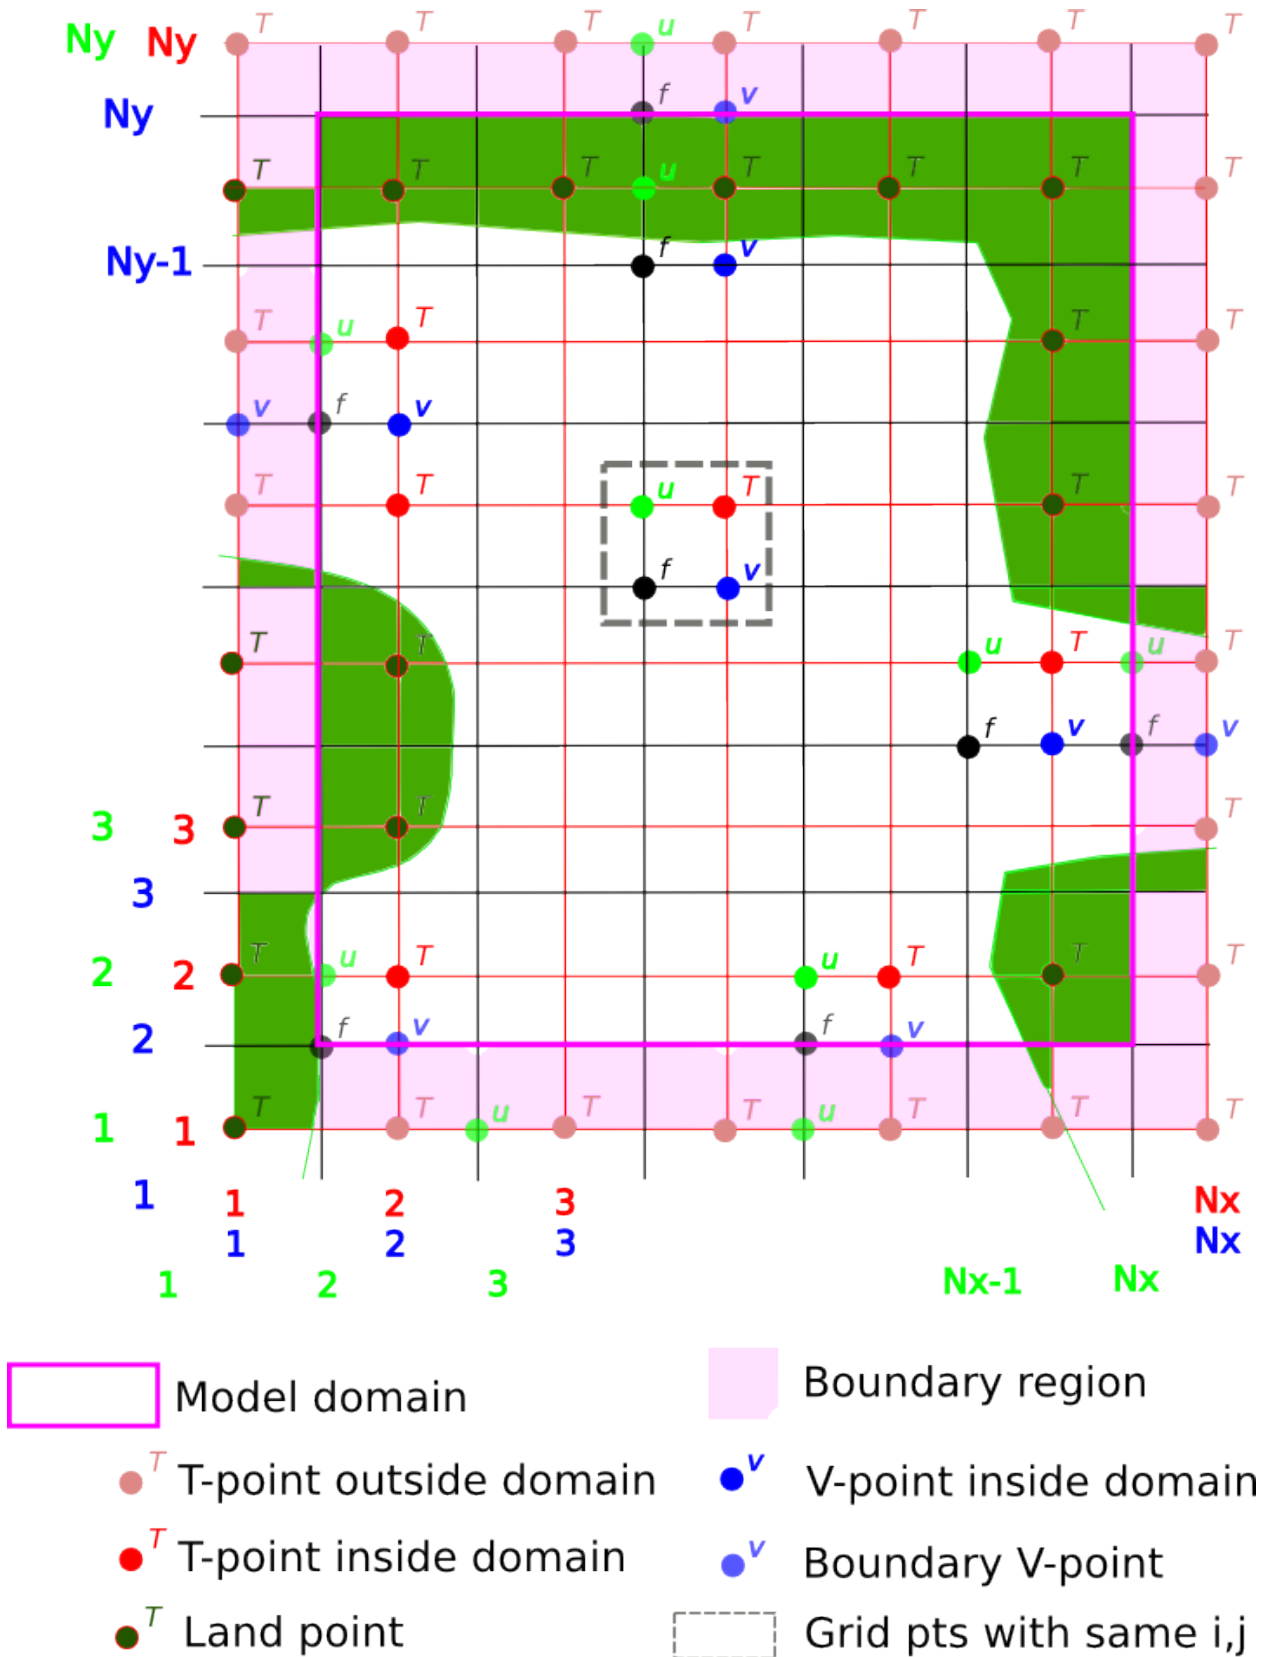 T T T u T T T T
Ny Ny
Ny f v
T T T u T T T T
Ny-1 f v
T u T T T
v f v
T T u T T T
f v
T T u T u T
f v f v
3 3 T T T
3
2 2 T u T u T T T
2 f v f v
1 1 T T u T T u T T T
1 1 2 3 Nx
1 2 3 Nx
1 2 3 Nx-1 Nx
Model domain
Boundary region
T T-point outside domain
v V-point inside domain
T T-point inside domain
v Boundary V-point
T Land point
Grid pts with same i,j